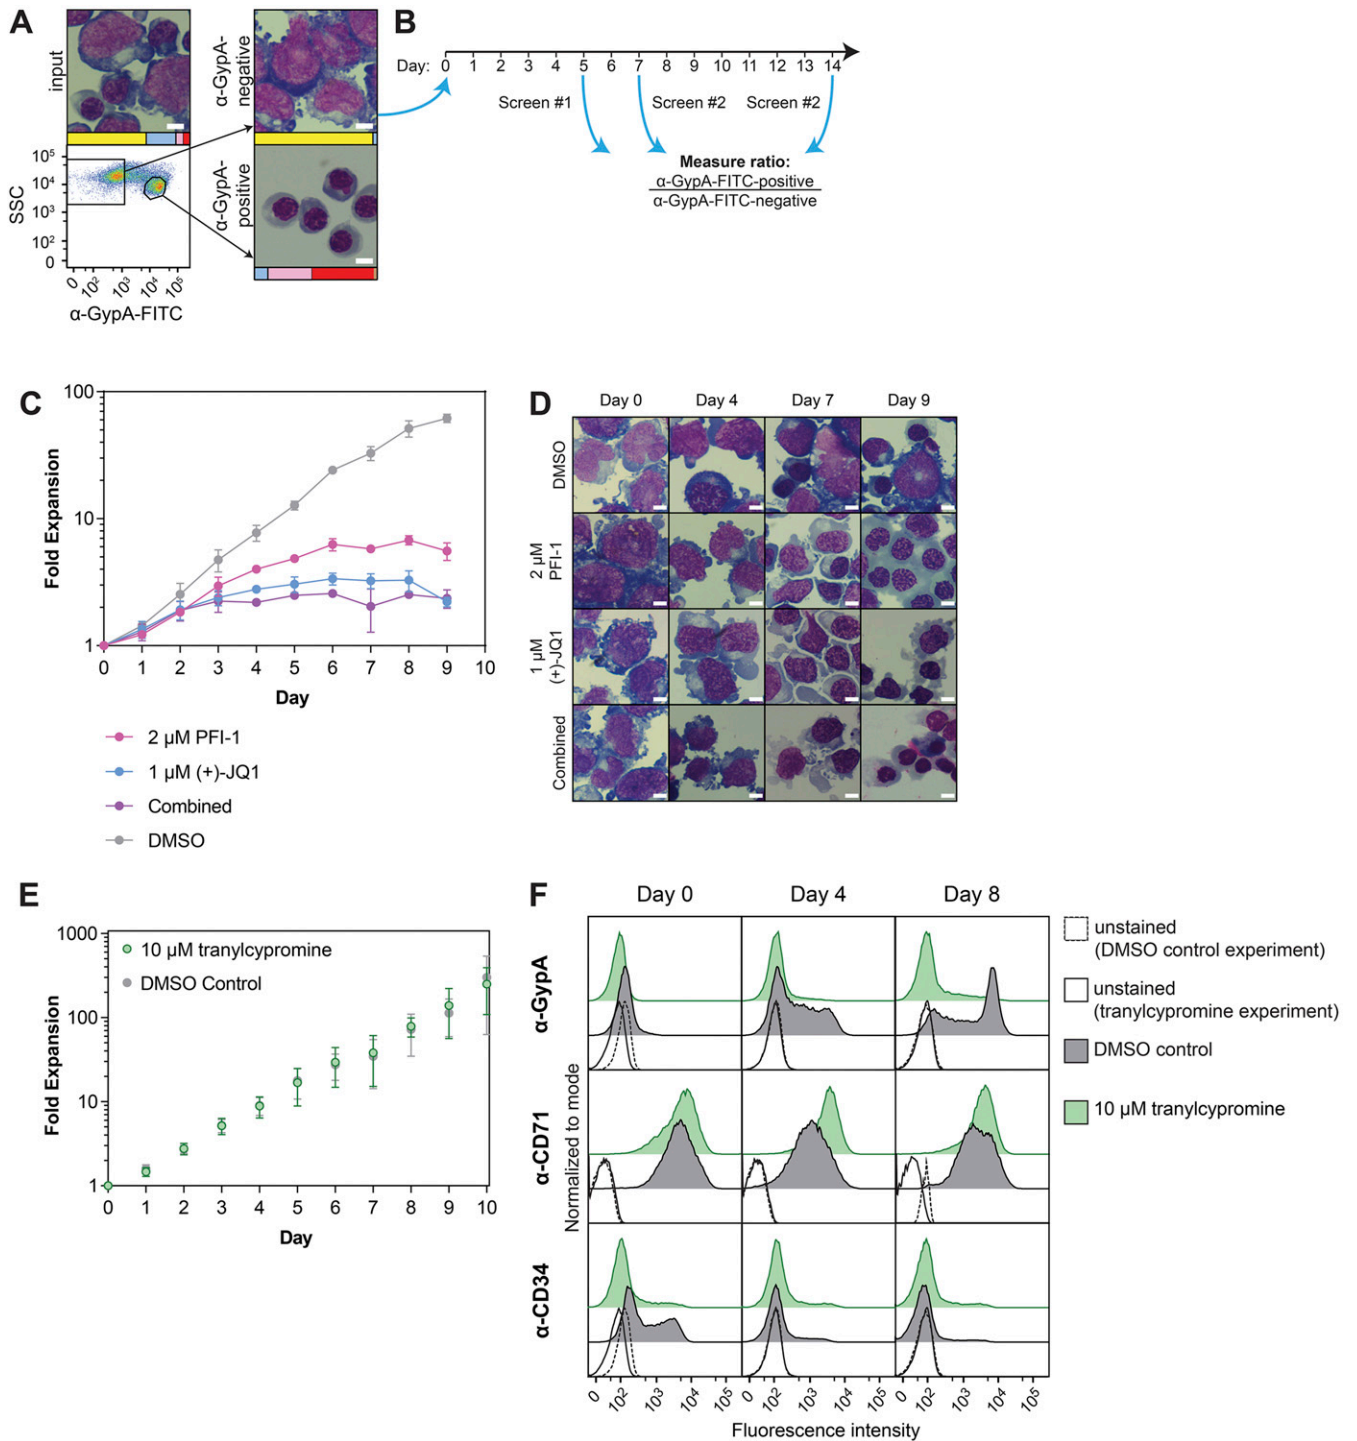 A
input
α-GypA-
negative
α-GypA-
positive
SSC
10⁵
10⁴
10³
10²
0
0 10² 10³ 10⁴ 10⁵
α-GypA-FITC
B
Day: 0 1 2 3 4 5 6 7 8 9 10 11 12 13 14
Screen #1 Screen #2 Screen #2
Measure ratio:
α-GypA-FITC-positive
α-GypA-FITC-negative
C
Fold Expansion
100
10
1
0 1 2 3 4 5 6 7 8 9 10
Day
2 µM PFI-1
1 µM (+)-JQ1
Combined
DMSO
D
Day 0 Day 4 Day 7 Day 9
DMSO
2 µM
PFI-1
1 µM
(+)-JQ1
Combined
E
Fold Expansion
1000
100
10
1
10 µM tranylcypromine
DMSO Control
0 1 2 3 4 5 6 7 8 9 10
Day
F
Day 0 Day 4 Day 8
α-GypA
α-CD71
α-CD34
Normalized to mode
0 10² 10³ 10⁴ 10⁵ 0 10² 10³ 10⁴ 10⁵ 0 10² 10³ 10⁴ 10⁵
Fluorescence intensity
unstained
(DMSO control experiment)
unstained
(tranylcypromine experiment)
DMSO control
10 µM tranylcypromine